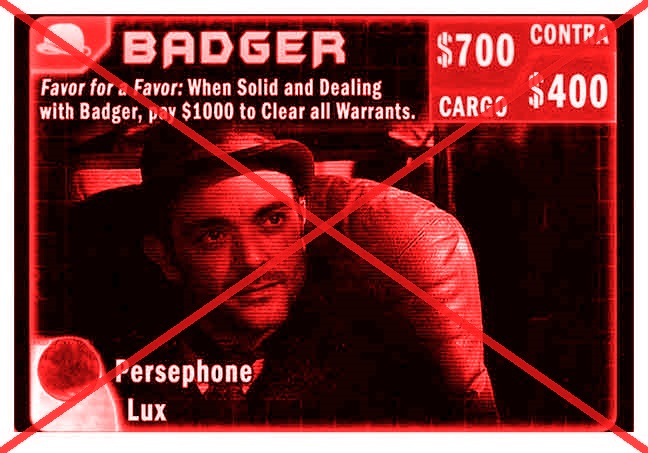 BADGER
Favor for a Favor: When Solid and Dealing
with Badger, pay $1000 to Clear all Warrants.
$700
CONTRA
CARGO
$400
Persephone
Lux